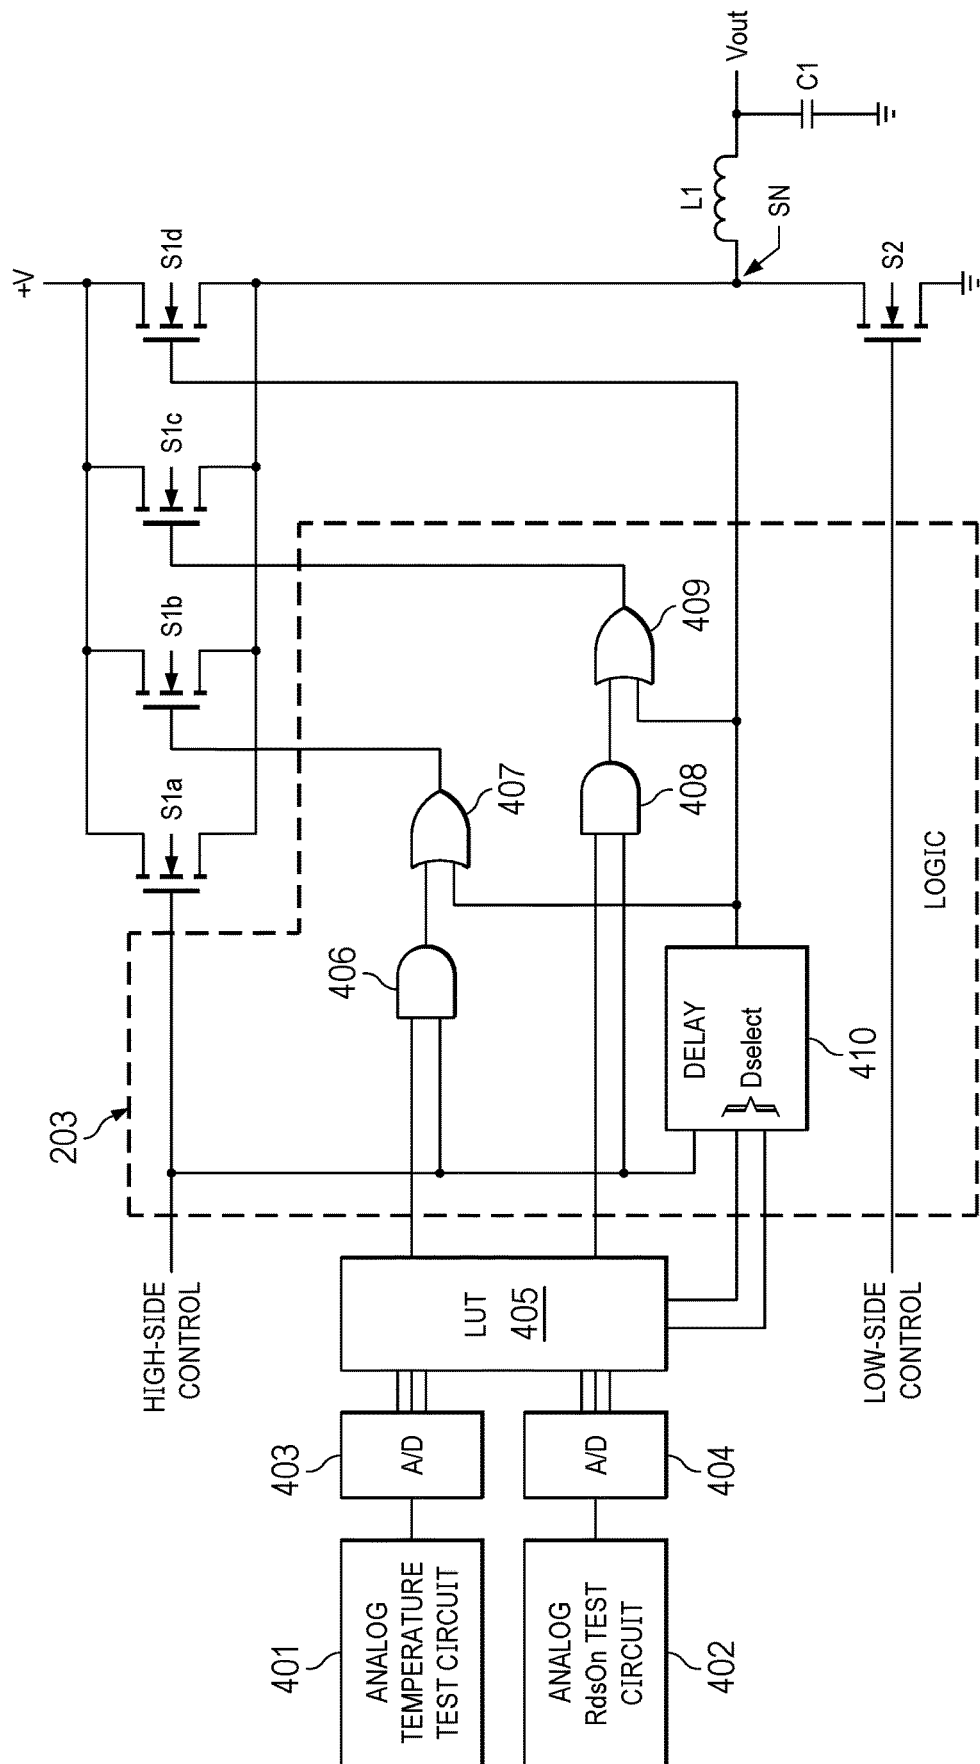 +V
S1a
S1b
S1c
S1d
203
HIGH-SIDE
CONTROL
401
ANALOG
TEMPERATURE
TEST CIRCUIT
403
A/D
402
ANALOG
RdsOn TEST
CIRCUIT
404
A/D
LUT
405
406
407
408
409
DELAY
Dselect
410
LOGIC
LOW-SIDE
CONTROL
S2
SN
L1
C1
Vout